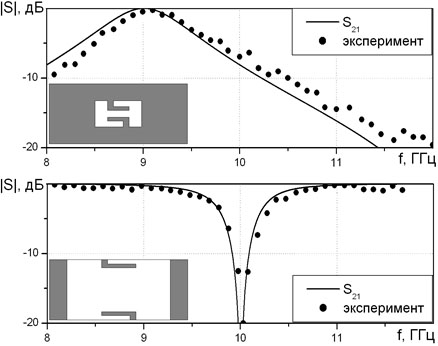 |S|, дБ
S21
эксперимент
-10
-20
8 9 10 11
f, ГГц
|S|, дБ
-10
S21
эксперимент
-20
8 9 10 11
f, ГГц